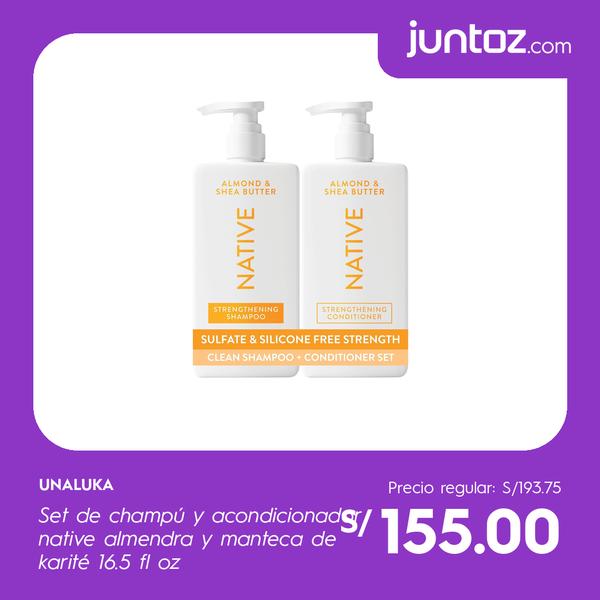 juntoz.com
ALMOND &
SHEA BUTTER
NATIVE
STRENGTHENING
SHAMPOO
ALMOND &
SHEA BUTTER
NATIVE
STRENGTHENING
CONDITIONER
SULFATE & SILICONE FREE STRENGTH
CLEAN SHAMPOO + CONDITIONER SET
UNALUKA
Set de champú y acondicionador
native almendra y manteca de
karité 16.5 fl oz
Precio regular: S/193.75
S/ 155.00